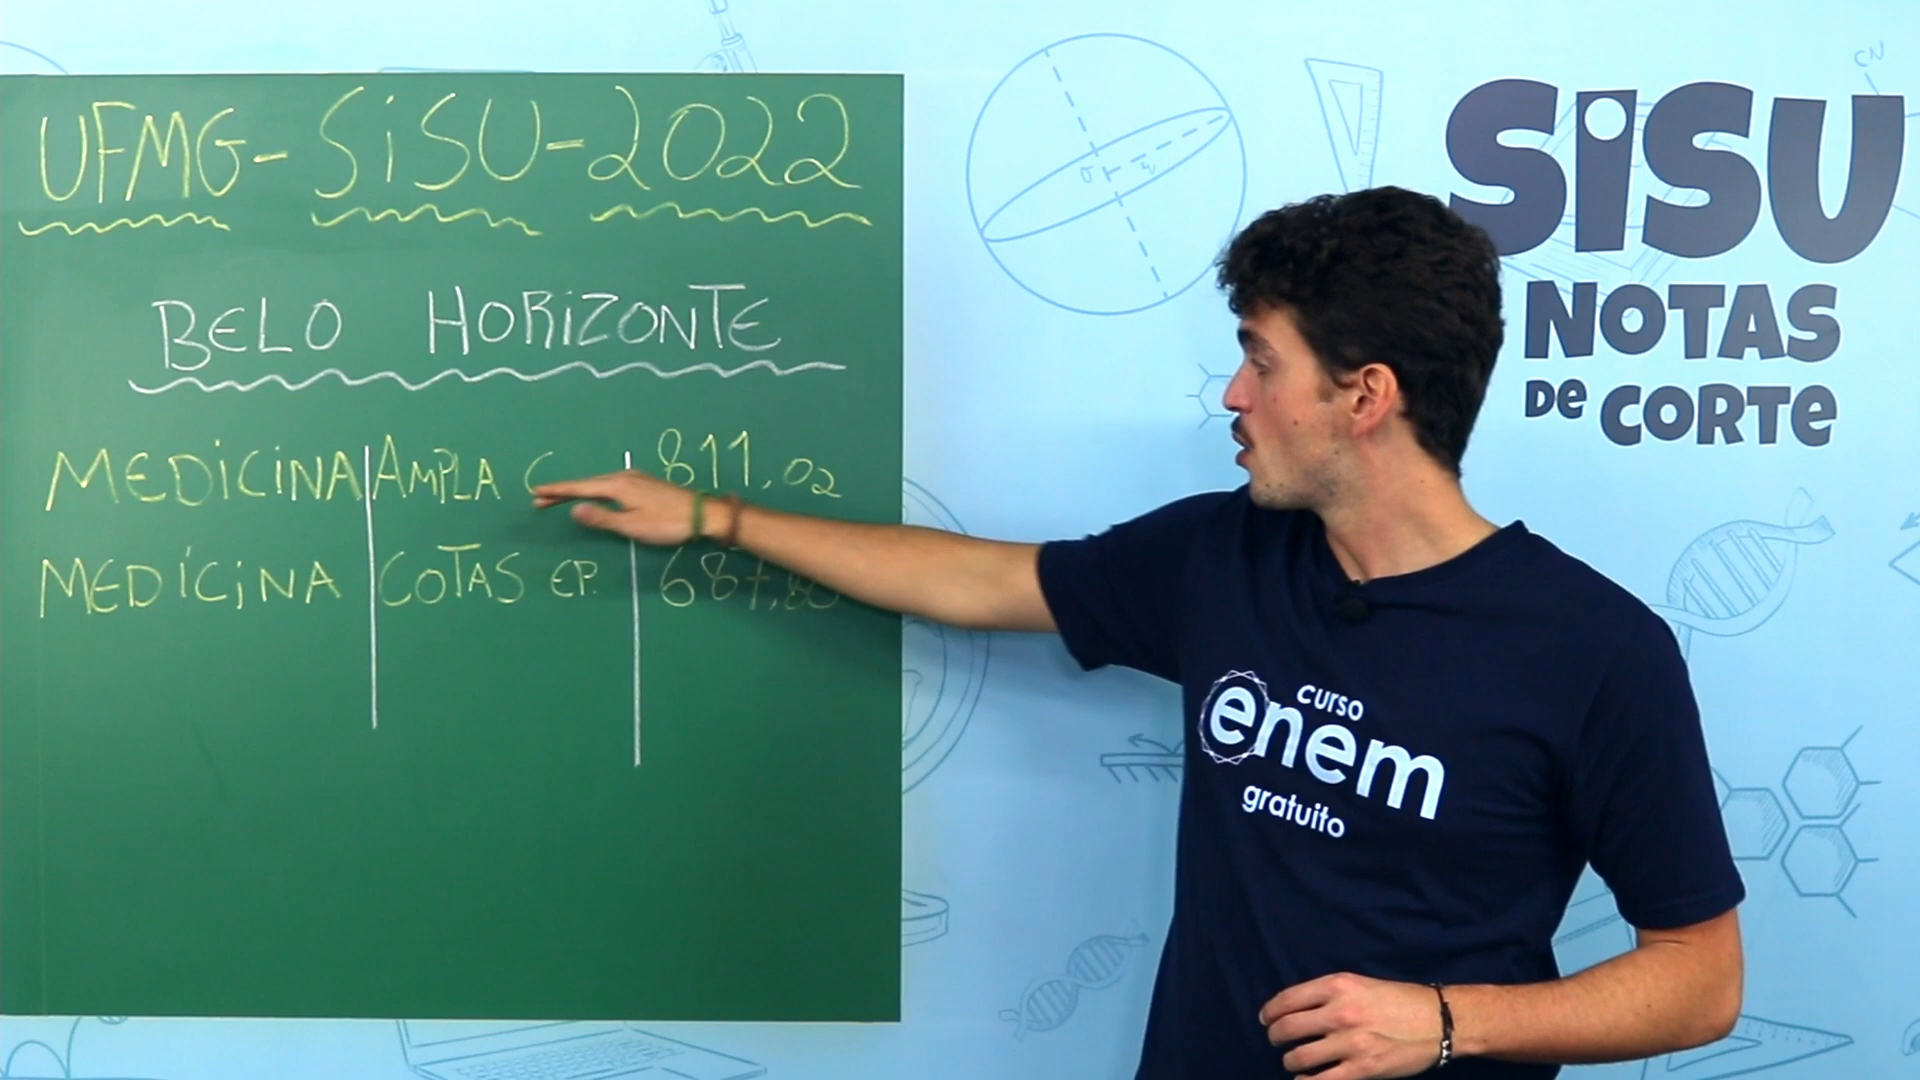 UFMG - SiSU - 2022
BELO HORiZONTE
MEDiCiNA AMPLA C 811,02
MEDiCiNA COTAS EP.
SiSU
NOTAS
DE CORTE
curso
enem
gratuito
CN